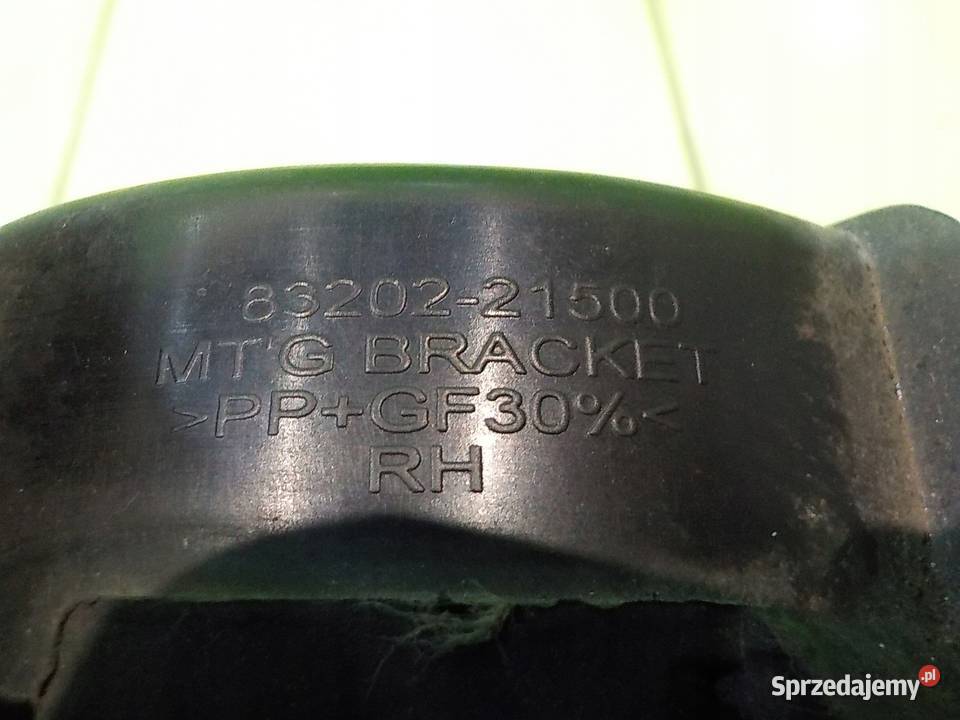 83202-21500
MT'G BRACKET
>PP+GF30%<
RH
Sprzedajemy.pl